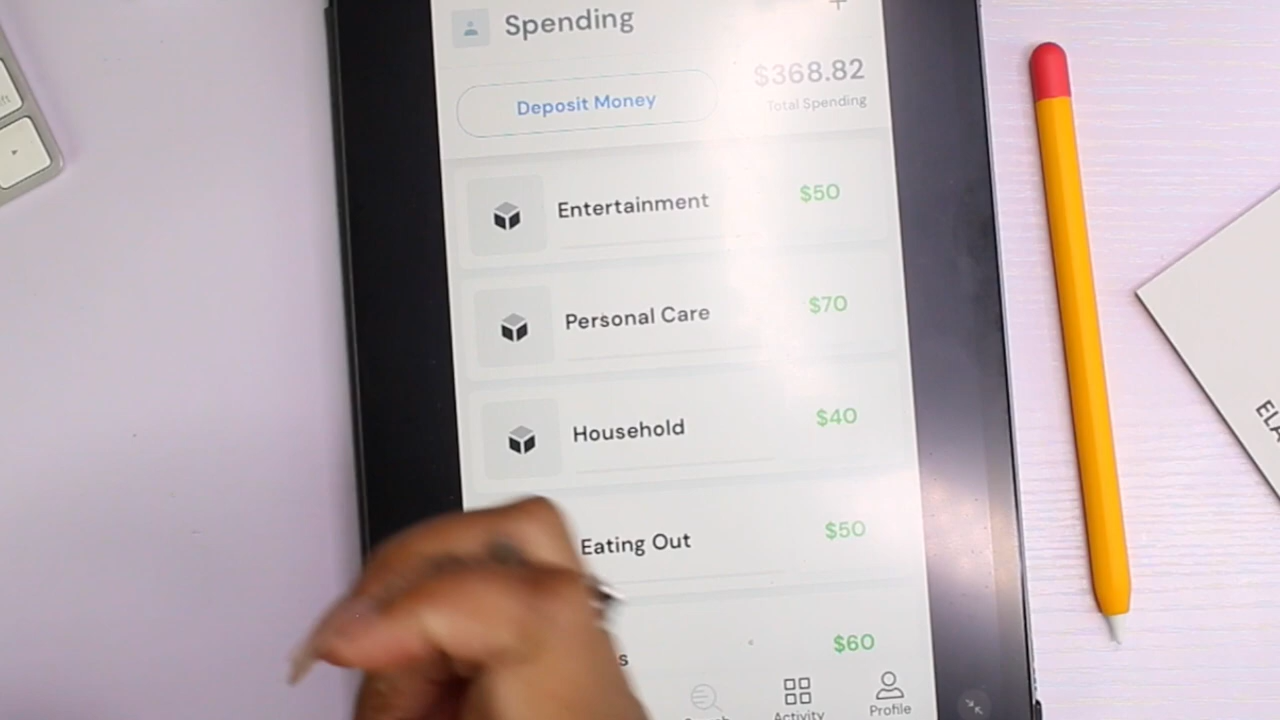 Spending
$368.82
Deposit Money
Total Spending
Entertainment $50
Personal Care $70
Household $40
Eating Out $50
$60
Activity
Profile